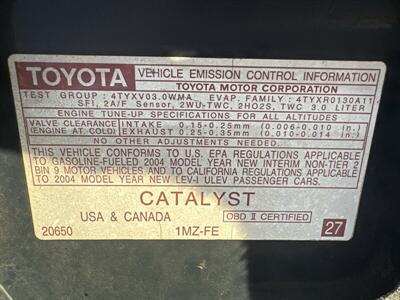 TOYOTA VEHICLE EMISSION CONTROL INFORMATION
TOYOTA MOTOR CORPORATION
TEST GROUP : 4TYXV03.0WMA EVAP. FAMILY : 4TYXR0130A11
SFI, 2A/F Sensor, 2WU-TWC, 2HO2S, TWC 3.0 LITER
ENGINE TUNE-UP SPECIFICATIONS FOR ALL ALTITUDES
VALVE CLEARANCE INTAKE 0.15-0.25mm (0.006-0.010 in.)
(ENGINE AT COLD) EXHAUST 0.25-0.35mm (0.010-0.014 in.)
NO OTHER ADJUSTMENTS NEEDED.
THIS VEHICLE CONFORMS TO U.S. EPA REGULATIONS APPLICABLE
TO GASOLINE-FUELED 2004 MODEL YEAR NEW INTERIM NON-TIER 2
BIN 9 MOTOR VEHICLES AND TO CALIFORNIA REGULATIONS APPLICABLE
TO 2004 MODEL YEAR NEW LEV-I ULEV PASSENGER CARS.
CATALYST
USA & CANADA OBD II CERTIFIED
20650 1MZ-FE 27